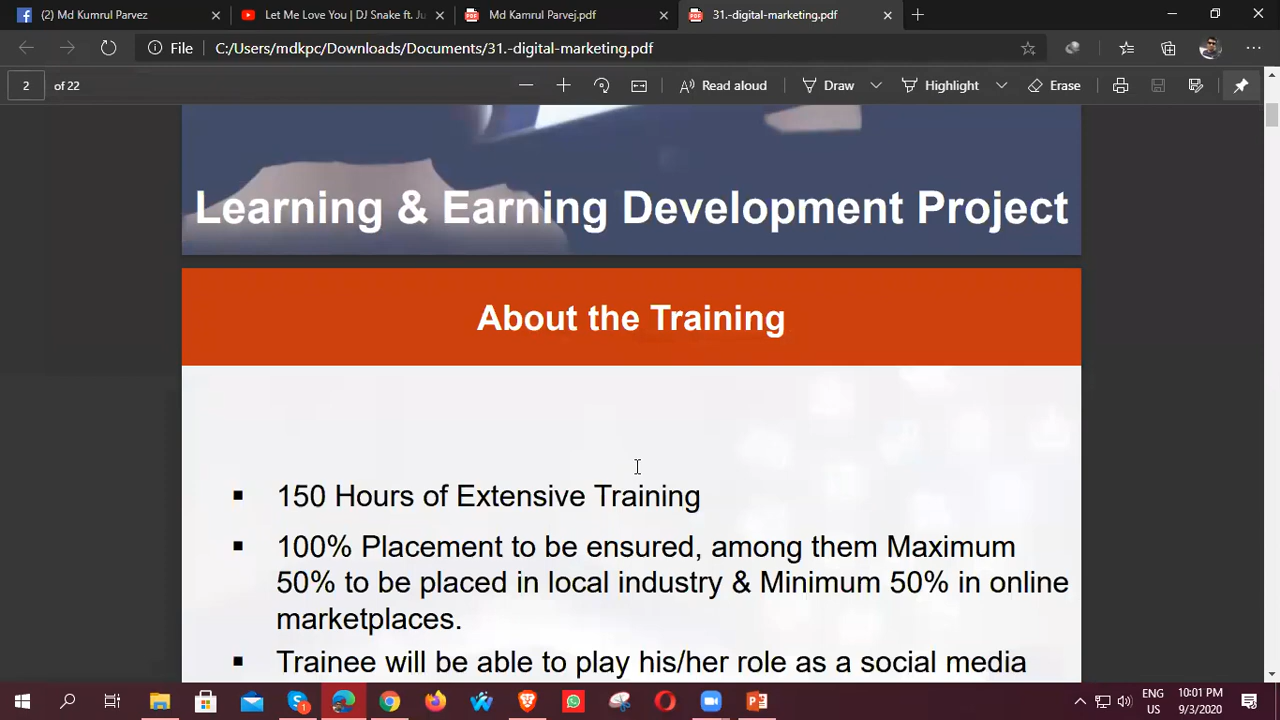 (2) Md Kumrul Parvez
Let Me Love You | DJ Snake ft. Ju
Md Kamrul Parvej.pdf
31.-digital-marketing.pdf
File C:/Users/mdkpc/Downloads/Documents/31.-digital-marketing.pdf
2 of 22 Read aloud Draw Highlight Erase
Learning & Earning Development Project
About the Training
150 Hours of Extensive Training
100% Placement to be ensured, among them Maximum
50% to be placed in local industry & Minimum 50% in online
marketplaces.
Trainee will be able to play his/her role as a social media
ENG
US
10:01 PM
9/3/2020